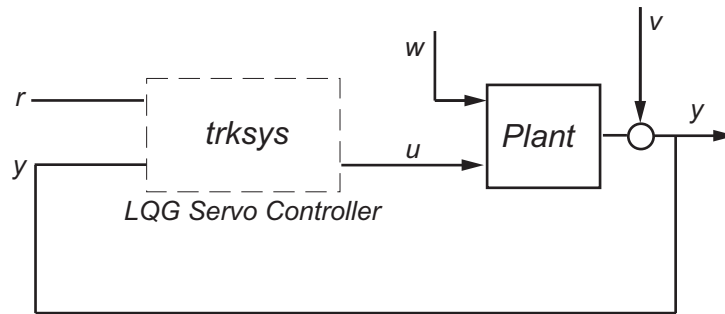 v
w
r
trksys
Plant
y
y
u
LQG Servo Controller